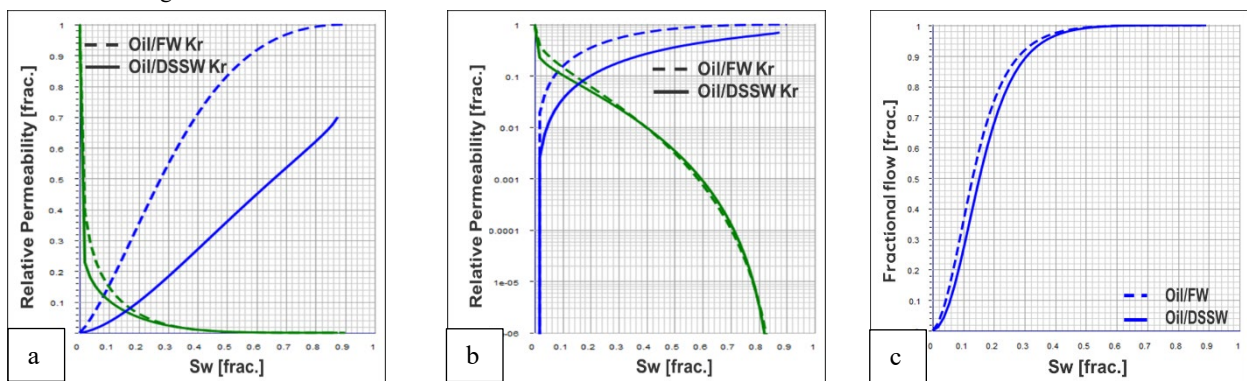 Relative Permeability [frac.]
1
0.9
0.8
0.7
0.6
0.5
0.4
0.3
0.2
0.1
Oil/FW Kr
Oil/DSSW Kr
0.1 0.2 0.3 0.4 0.5 0.6 0.7 0.8 0.9 1
Sw [frac.]
a
Relative Permeability [frac.]
1
0.1
0.01
0.001
0.0001
1e-05
Oil/FW Kr
Oil/DSSW Kr
0.1 0.2 0.3 0.4 0.5 0.6 0.7 0.8 0.9 1
Sw [frac.]
b
Fractional flow [frac.]
1
0.9
0.8
0.7
0.6
0.5
0.4
0.3
0.2
0.1
0
Oil/FW
Oil/DSSW
0.1 0.2 0.3 0.4 0.5 0.6 0.7 0.8 0.9 1
Sw [frac.]
c